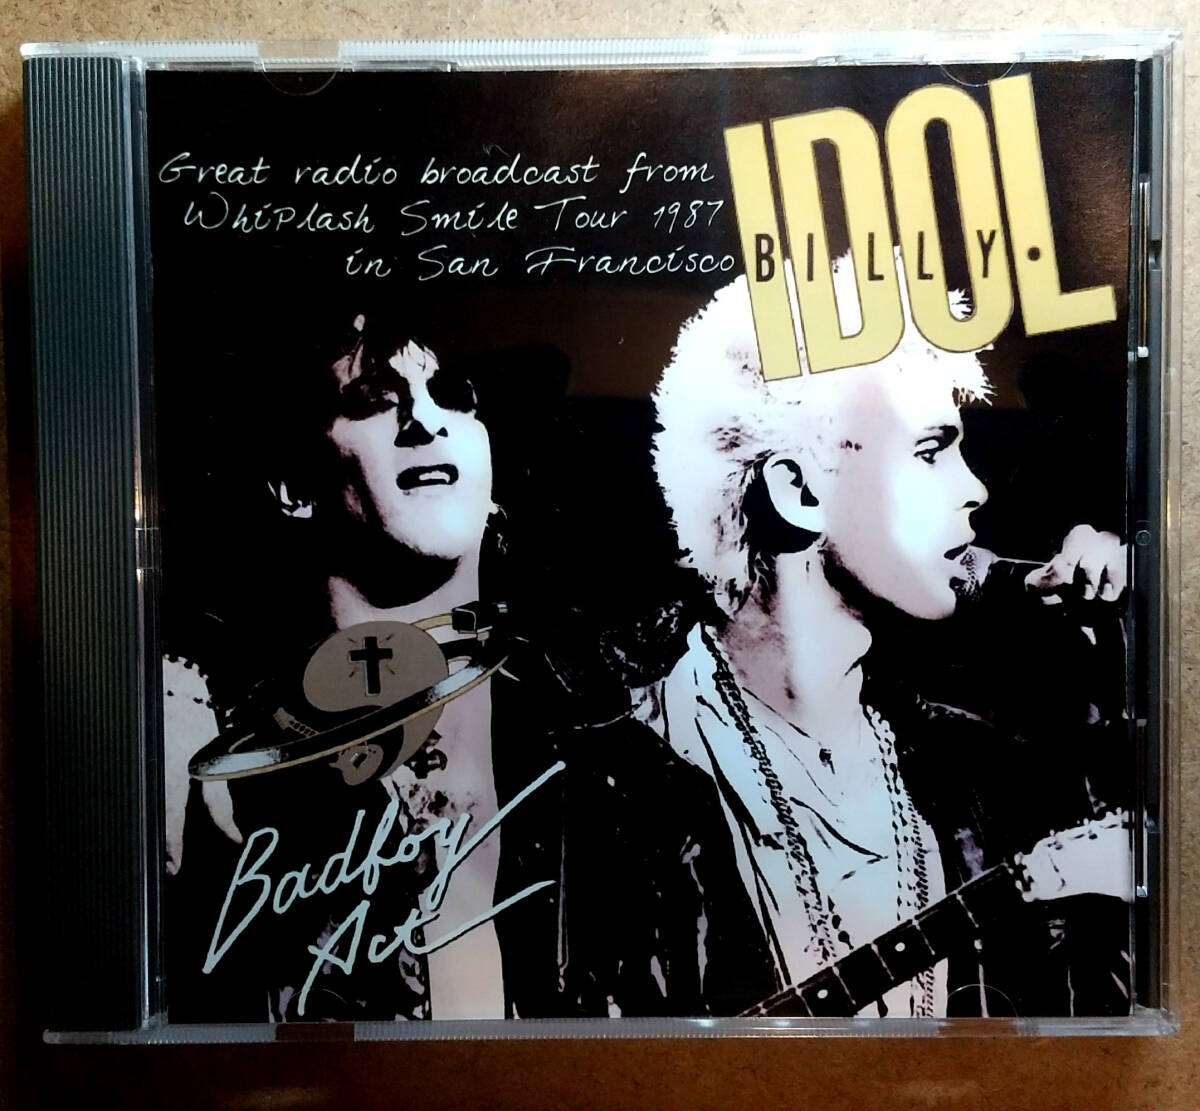 Great radio broadcast from
Whiplash Smile Tour 1987
in San Francisco
IDOL
BILLY.
Badboy
Act